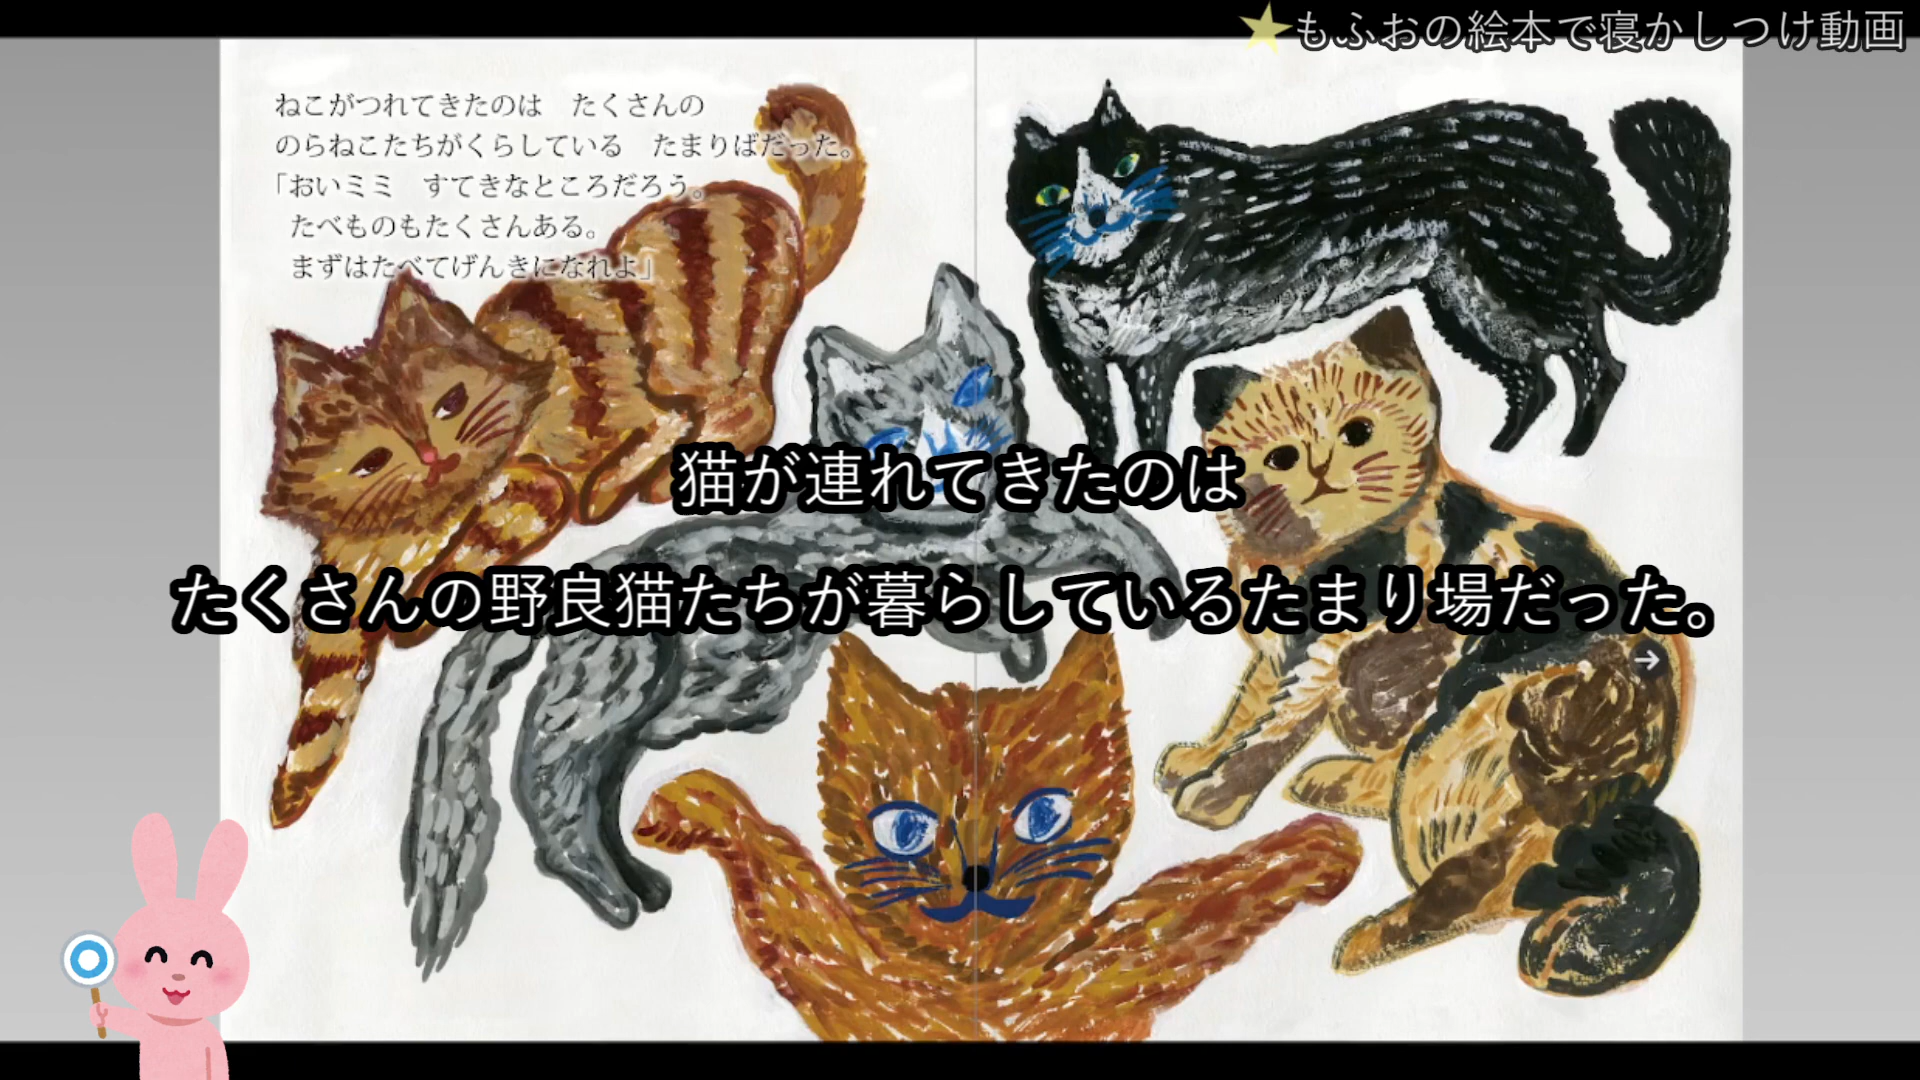 ★もふおの絵本で寝かしつけ動画
ねこがつれてきたのは　たくさんの
のらねこたちがくらしている　たまりばだった。
「おいミミ　すてきなところだろう。
たべものもたくさんある。
まずはたべてげんきになれよ」
猫が連れてきたのは
たくさんの野良猫たちが暮らしているたまり場だった。